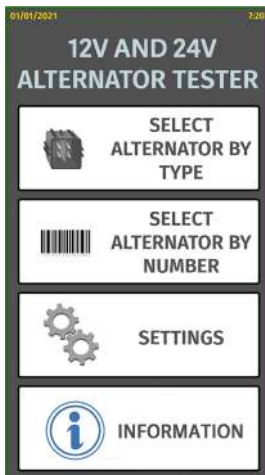 01/01/2021 7:20
12V AND 24V
ALTERNATOR TESTER
SELECT
ALTERNATOR BY
TYPE
SELECT
ALTERNATOR BY
NUMBER
SETTINGS
INFORMATION